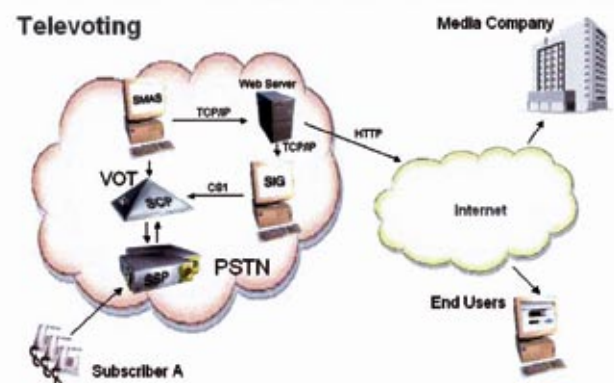 Televoting
Media Company
SMAS
Web Server
TCP/IP
HTTP
TCP/IP
VOT
SCP
CS1
SIG
Internet
SSP
PSTN
End Users
Subscriber A